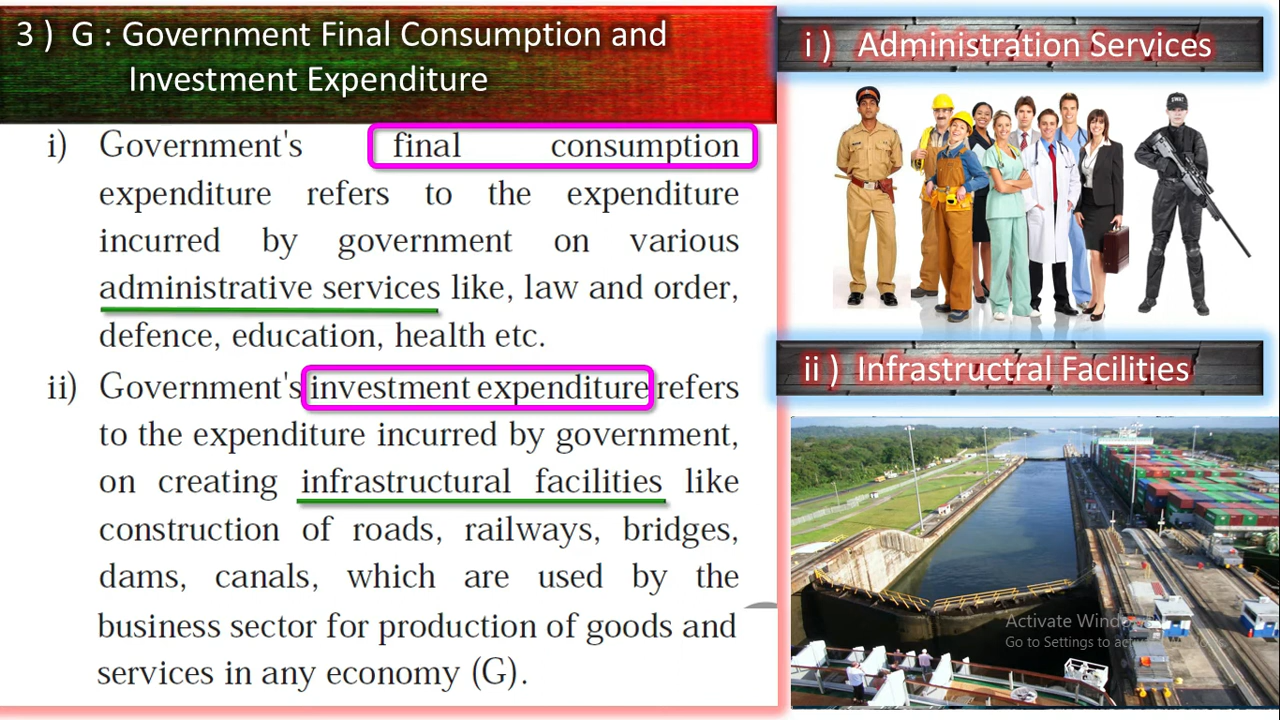 3 )  G : Government Final Consumption and
Investment Expenditure
i) Government's final consumption
expenditure refers to the expenditure
incurred by government on various
administrative services like, law and order,
defence, education, health etc.
ii) Government's investment expenditure refers
to the expenditure incurred by government,
on creating infrastructural facilities like
construction of roads, railways, bridges,
dams, canals, which are used by the
business sector for production of goods and
services in any economy (G).
i )  Administration Services
SWAT
ii )  Infrastructral Facilities
Activate Windows
Go to Settings to